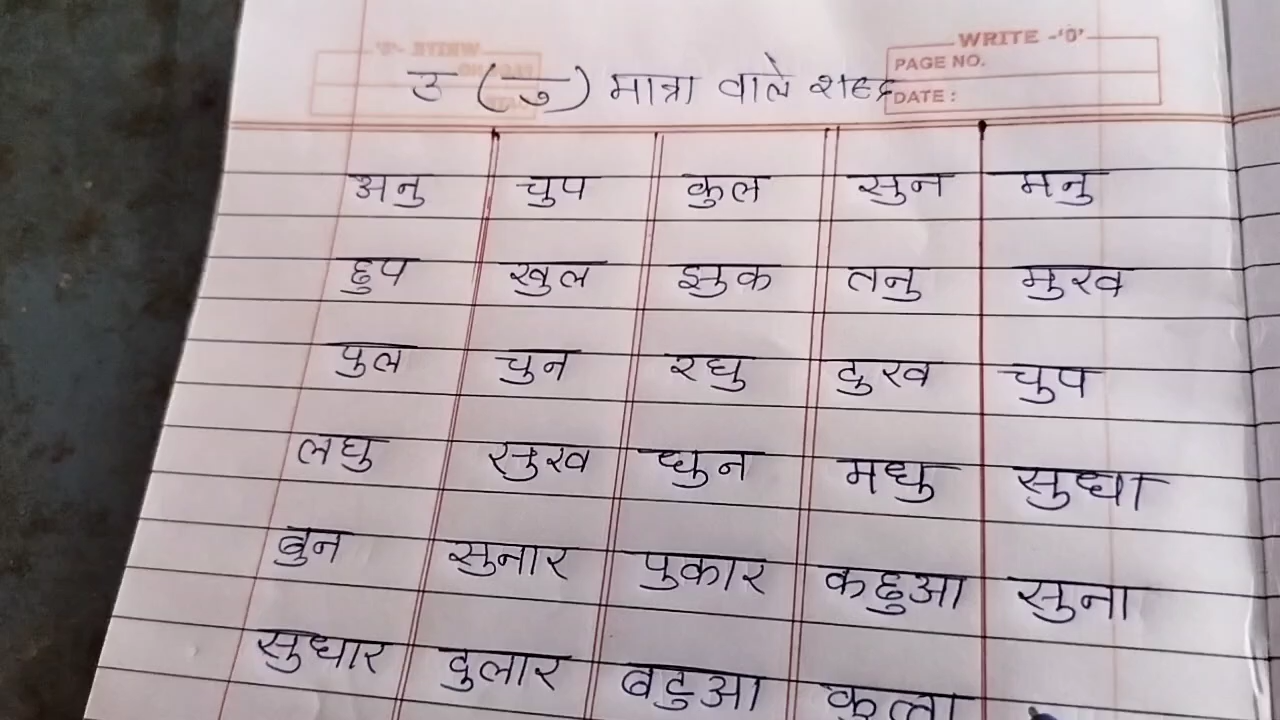 WRITE -'0'
PAGE NO.
DATE :
उ ( ु ) मात्रा वाले शब्द
अनु चुप कुल सुन मनु
छुप खुल झुक तनु मुख
पुल चुन रघु दुख चुप
लघु सुख धुन मधु सुधा
बुन सुनार पुकार कछुआ सुना
सुधार दुलार बटुआ